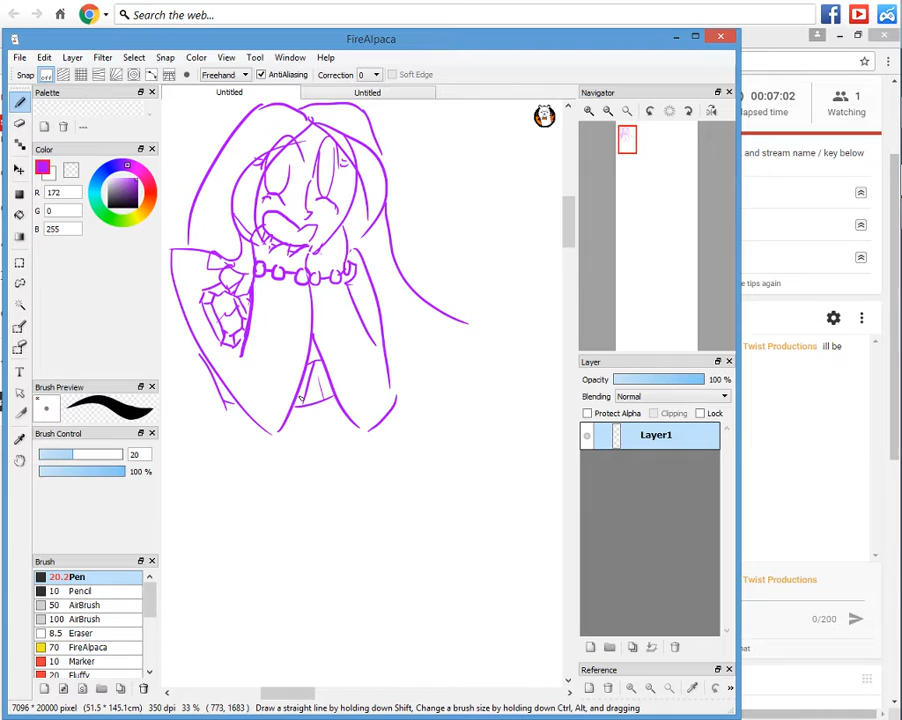 Search the web...
FireAlpaca
File Edit Layer Filter Select Snap Color View Tool Window Help
Snap off Freehand AntiAliasing Correction 0 Soft Edge
Palette
Untitled Untitled
Navigator
00:07:02 1
elapsed time Watching
and stream name / key below
Color
R 172
G 0
B 255
tips again
Twist Productions ill be
Layer
Opacity 100 %
Blending Normal
Protect Alpha Clipping Lock
Layer1
Brush Preview
Brush Control
20
100 %
Brush
20.2 Pen
10 Pencil
50 AirBrush
100 AirBrush
8.5 Eraser
70 FireAlpaca
10 Marker
20 Fluffy
Twist Productions
0/200
Reference
7096 * 20000 pixel (51.5 * 145.1cm) 350 dpi 33 % ( 773, 1683 ) Draw a straight line by holding down Shift, Change a brush size by holding down Ctrl, Alt, and dragging